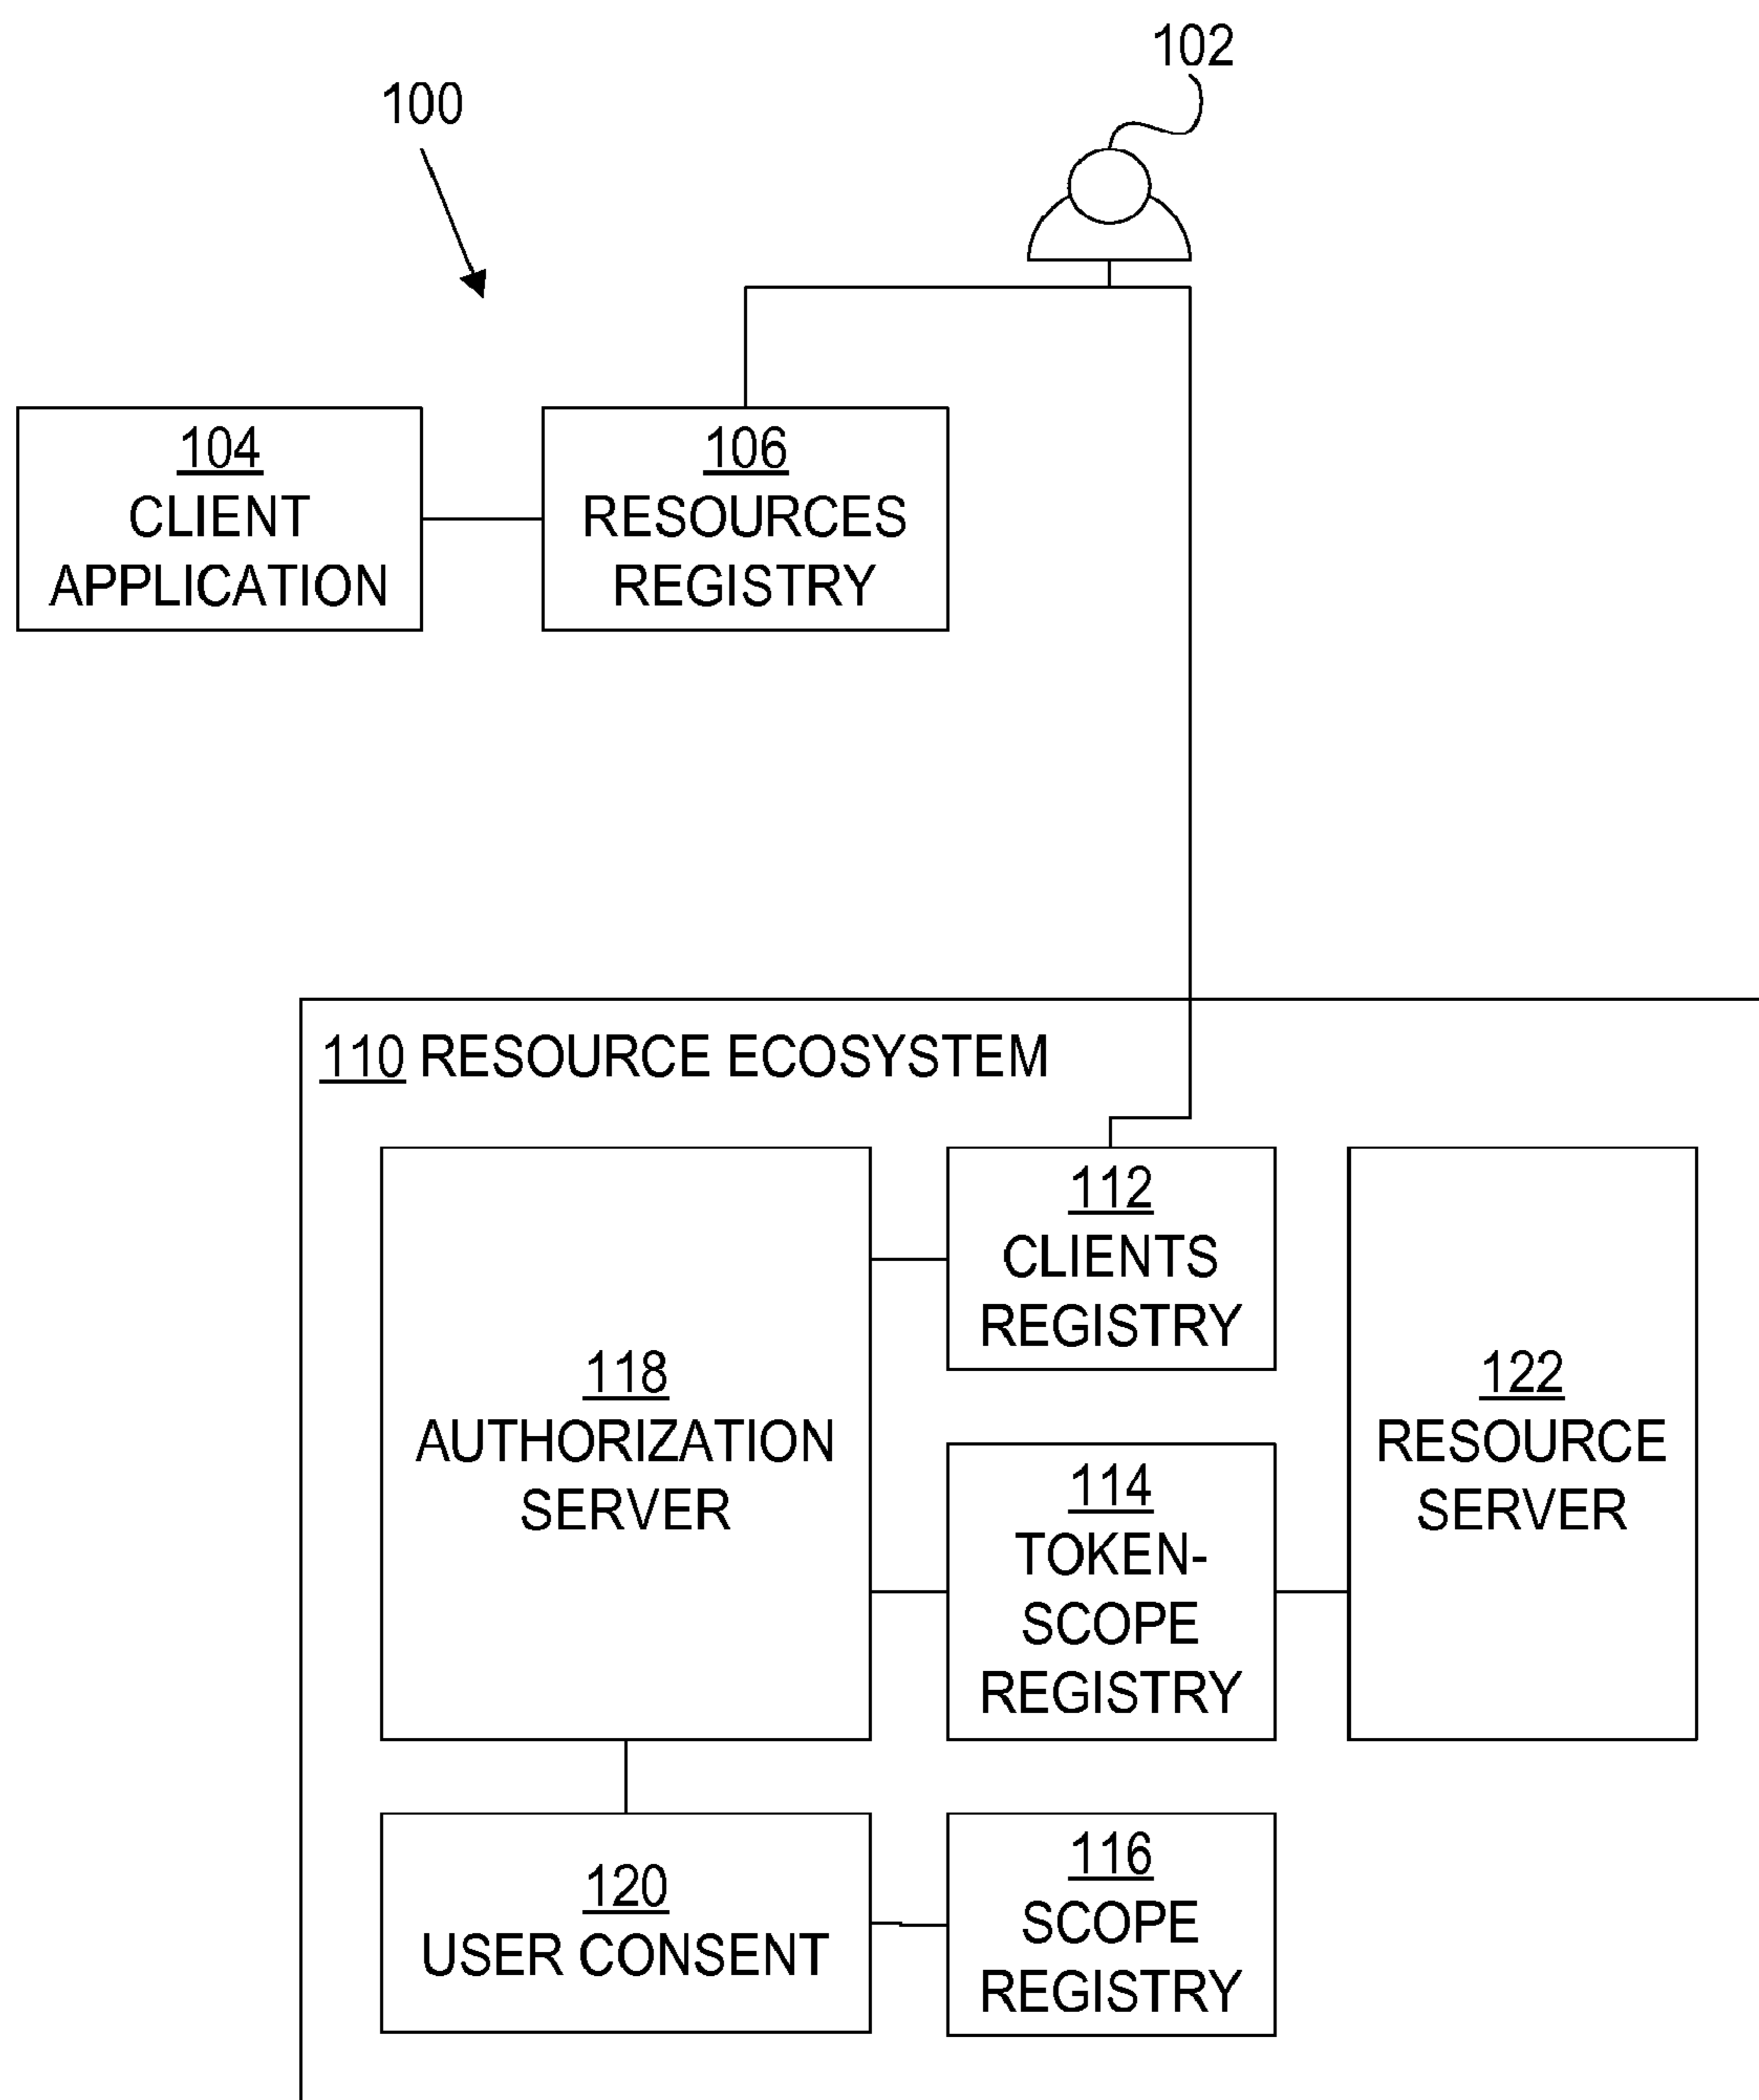 102
100
104
CLIENT
APPLICATION
106
RESOURCES
REGISTRY
110 RESOURCE ECOSYSTEM
118
AUTHORIZATION
SERVER
112
CLIENTS
REGISTRY
114
TOKEN-
SCOPE
REGISTRY
122
RESOURCE
SERVER
120
USER CONSENT
116
SCOPE
REGISTRY